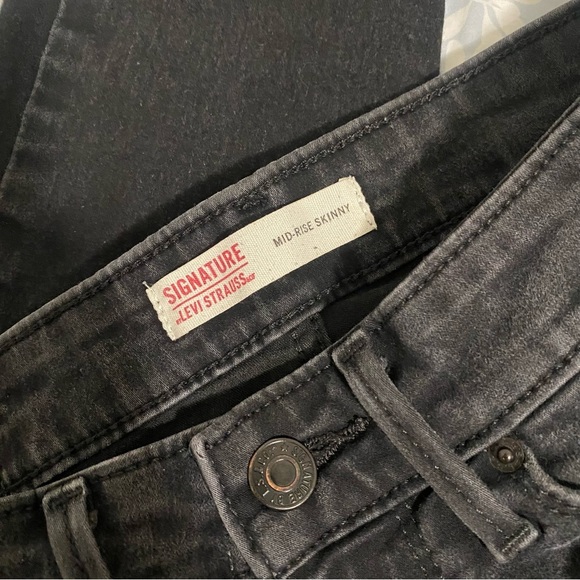 SIGNATURE
BY LEVI STRAUSS & CO.
MID-RISE SKINNY